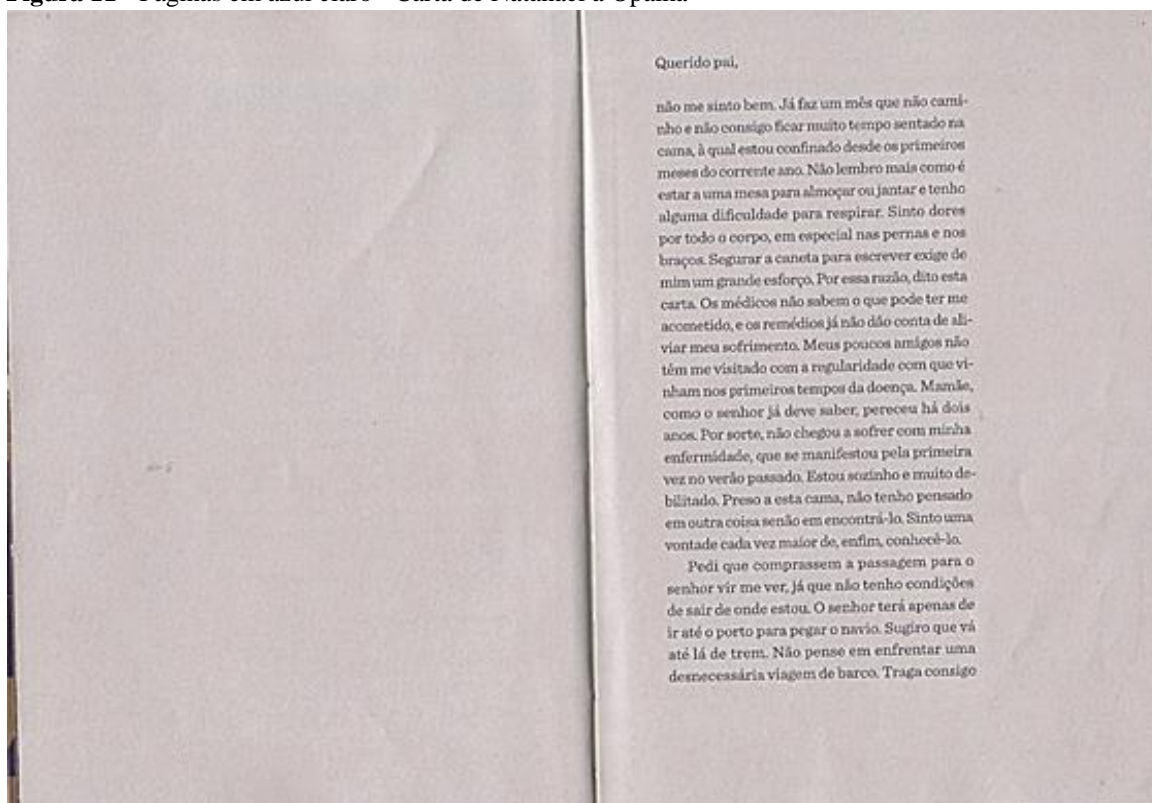 Querido pai,
não me sinto bem. Já faz um mês que não cami-
nho e não consigo ficar muito tempo sentado na
cama, à qual estou confinado desde os primeiros
meses do corrente ano. Não lembro mais como é
estar a uma mesa para almoçar ou jantar e tenho
alguma dificuldade para respirar. Sinto dores
por todo o corpo, em especial nas pernas e nos
braços. Segurar a caneta para escrever exige de
mim um grande esforço. Por essa razão, dito esta
carta. Os médicos não sabem o que pode ter me
acometido, e os remédios já não dão conta de ali-
viar meu sofrimento. Meus poucos amigos não
têm me visitado com a regularidade com que vi-
nham nos primeiros tempos da doença. Mamãe,
como o senhor já deve saber, pereceu há dois
anos. Por sorte, não chegou a sofrer com minha
enfermidade, que se manifestou pela primeira
vez no verão passado. Estou sozinho e muito de-
bilitado. Preso a esta cama, não tenho pensado
em outra coisa senão em encontrá-lo. Sinto uma
vontade cada vez maior de, enfim, conhecê-lo.
Pedi que comprassem a passagem para o
senhor vir me ver, já que não tenho condições
de sair de onde estou. O senhor terá apenas de
ir até o porto para pegar o navio. Sugiro que vá
até lá de trem. Não pense em enfrentar uma
desnecessária viagem de barco. Traga consigo